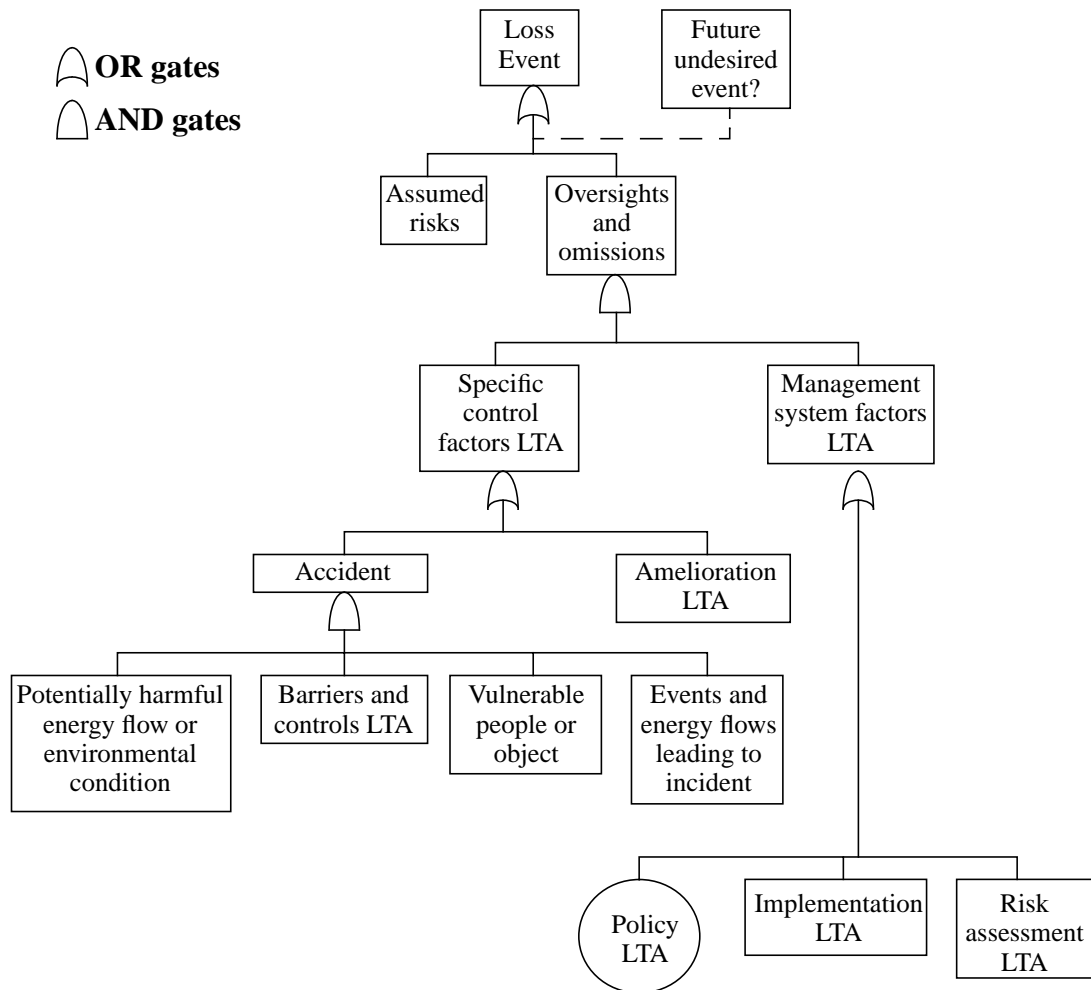 OR gates
AND gates
Loss
Event
Future
undesired
event?
Assumed
risks
Oversights
and
omissions
Specific
control
factors LTA
Management
system factors
LTA
Accident
Amelioration
LTA
Potentially harmful
energy flow or
environmental
condition
Barriers and
controls LTA
Vulnerable
people or
object
Events and
energy flows
leading to
incident
Policy
LTA
Implementation
LTA
Risk
assessment
LTA